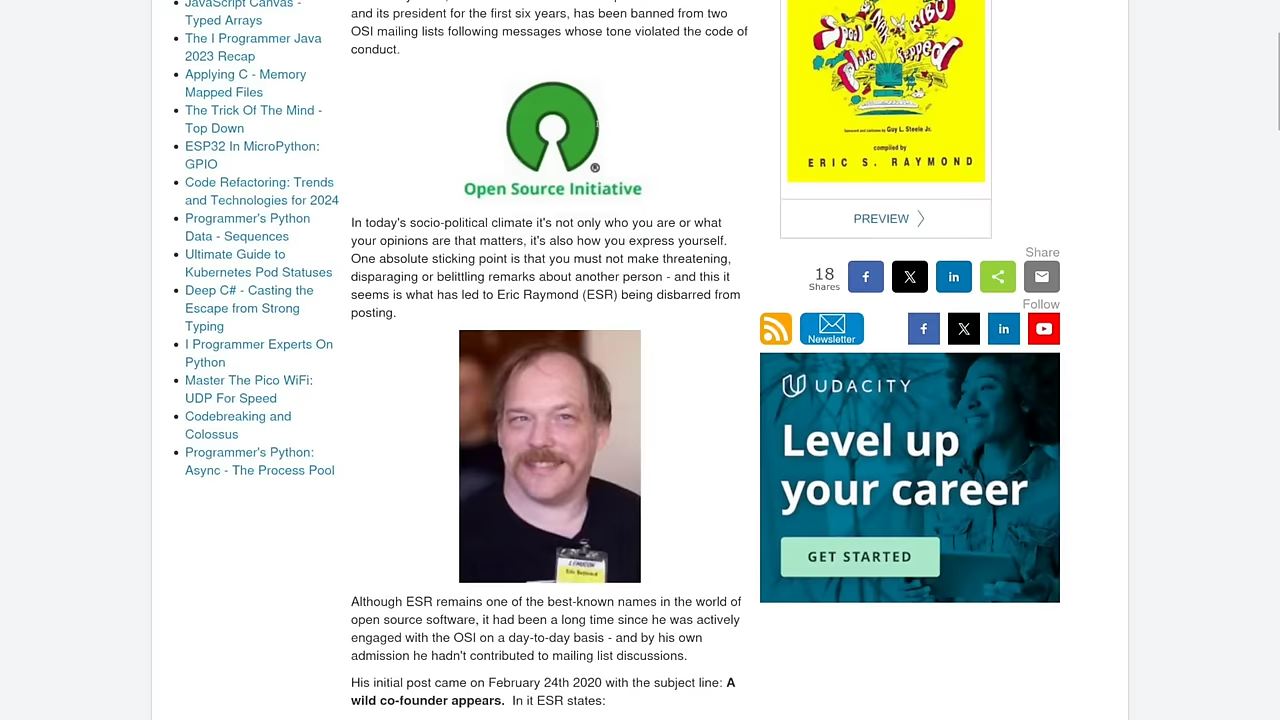 JavaScript Canvas -
Typed Arrays
The I Programmer Java
2023 Recap
Applying C - Memory
Mapped Files
The Trick Of The Mind -
Top Down
ESP32 In MicroPython:
GPIO
Code Refactoring: Trends
and Technologies for 2024
Programmer's Python
Data - Sequences
Ultimate Guide to
Kubernetes Pod Statuses
Deep C# - Casting the
Escape from Strong
Typing
I Programmer Experts On
Python
Master The Pico WiFi:
UDP For Speed
Codebreaking and
Colossus
Programmer's Python:
Async - The Process Pool
and its president for the first six years, has been banned from two
OSI mailing lists following messages whose tone violated the code of
conduct.
®
Open Source Initiative
In today's socio-political climate it's not only who you are or what
your opinions are that matters, it's also how you express yourself.
One absolute sticking point is that you must not make threatening,
disparaging or belittling remarks about another person - and this it
seems is what has led to Eric Raymond (ESR) being disbarred from
posting.
Eric Raymond
Although ESR remains one of the best-known names in the world of
open source software, it had been a long time since he was actively
engaged with the OSI on a day-to-day basis - and by his own
admission he hadn't contributed to mailing list discussions.
His initial post came on February 24th 2020 with the subject line: A
wild co-founder appears. In it ESR states:
Guy L. Steele Jr.
compiled by
ERIC S. RAYMOND
PREVIEW
Share
18
Shares
Follow
Newsletter
UDACITY
Level up
your career
GET STARTED